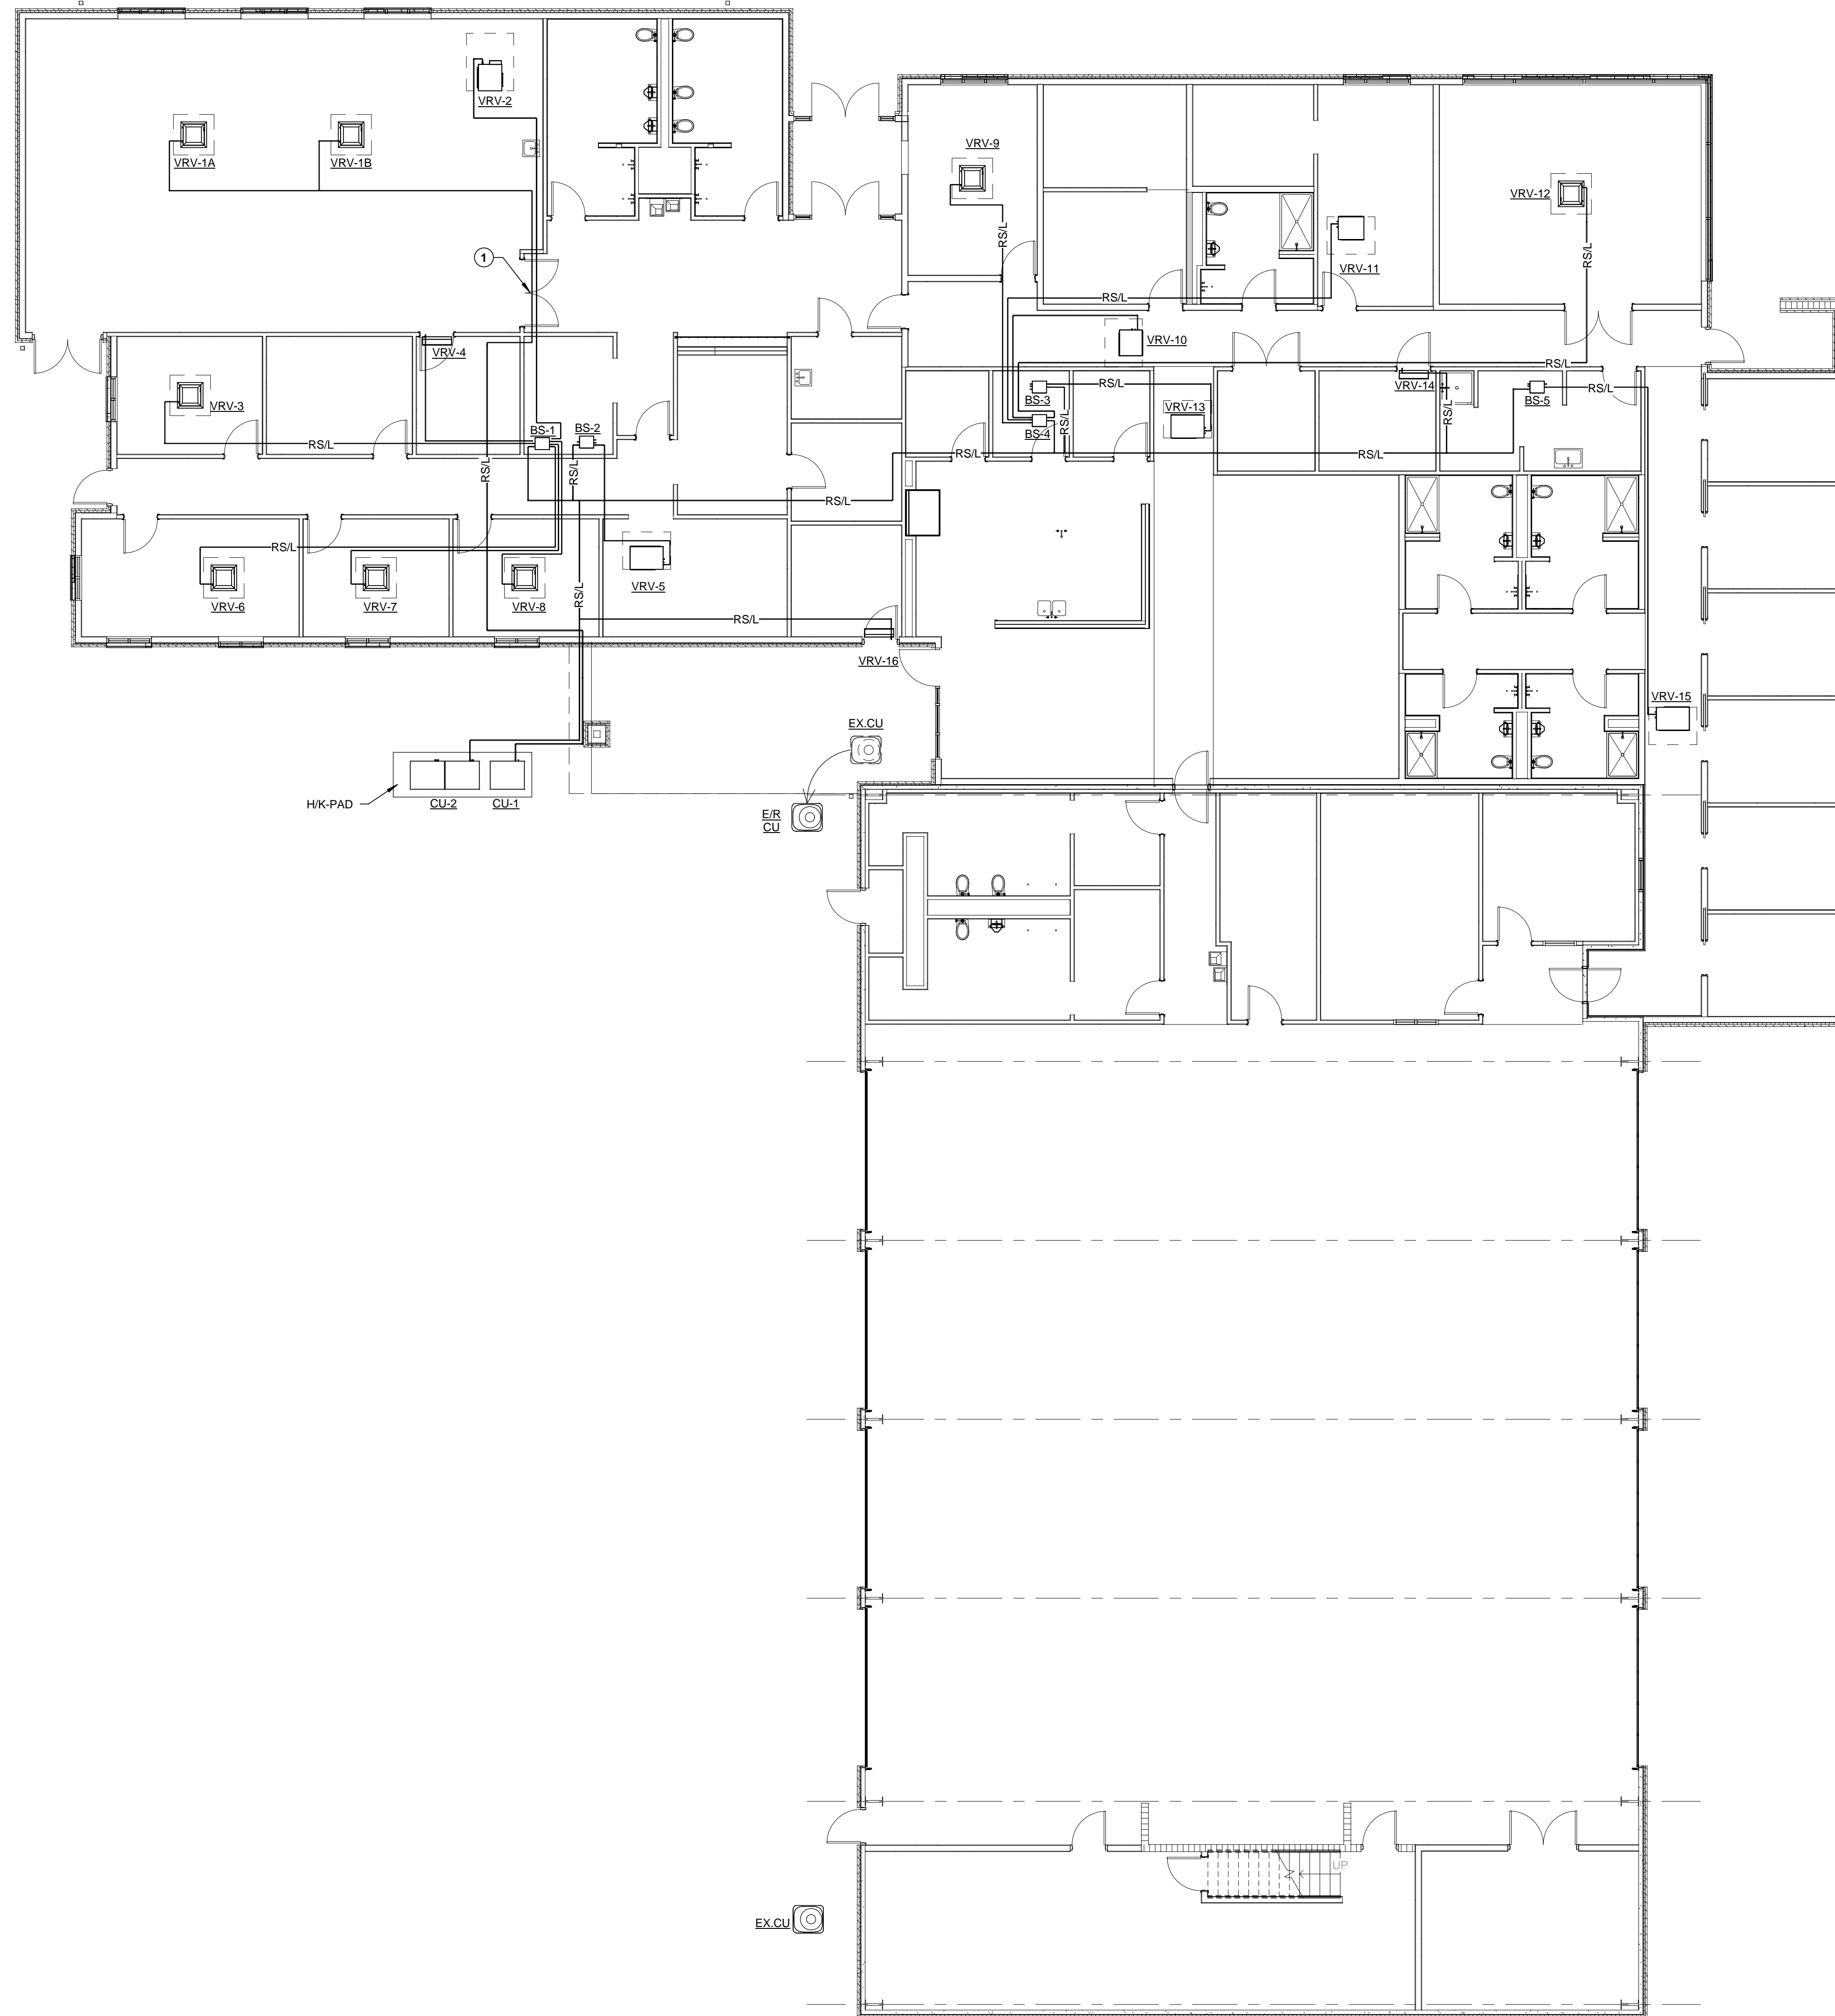 VRV-2
VRV-1A
VRV-1B
VRV-9
VRV-12
RS/L
RS/L
1
VRV-11
RS/L
VRV-10
VRV-4
RS/L
RS/L
BS-3
VRV-14
RS/L
BS-5
VRV-3
VRV-13
RS/L
RS/L
BS-1
BS-2
BS-4
RS/L
RS/L
RS/L
RS/L
RS/L
RS/L
RS/L
RS/L
VRV-6
VRV-7
VRV-8
VRV-5
RS/L
RS/L
VRV-16
VRV-15
EX.CU
H/K-PAD
CU-2
CU-1
E/R
CU
UP
EX.CU